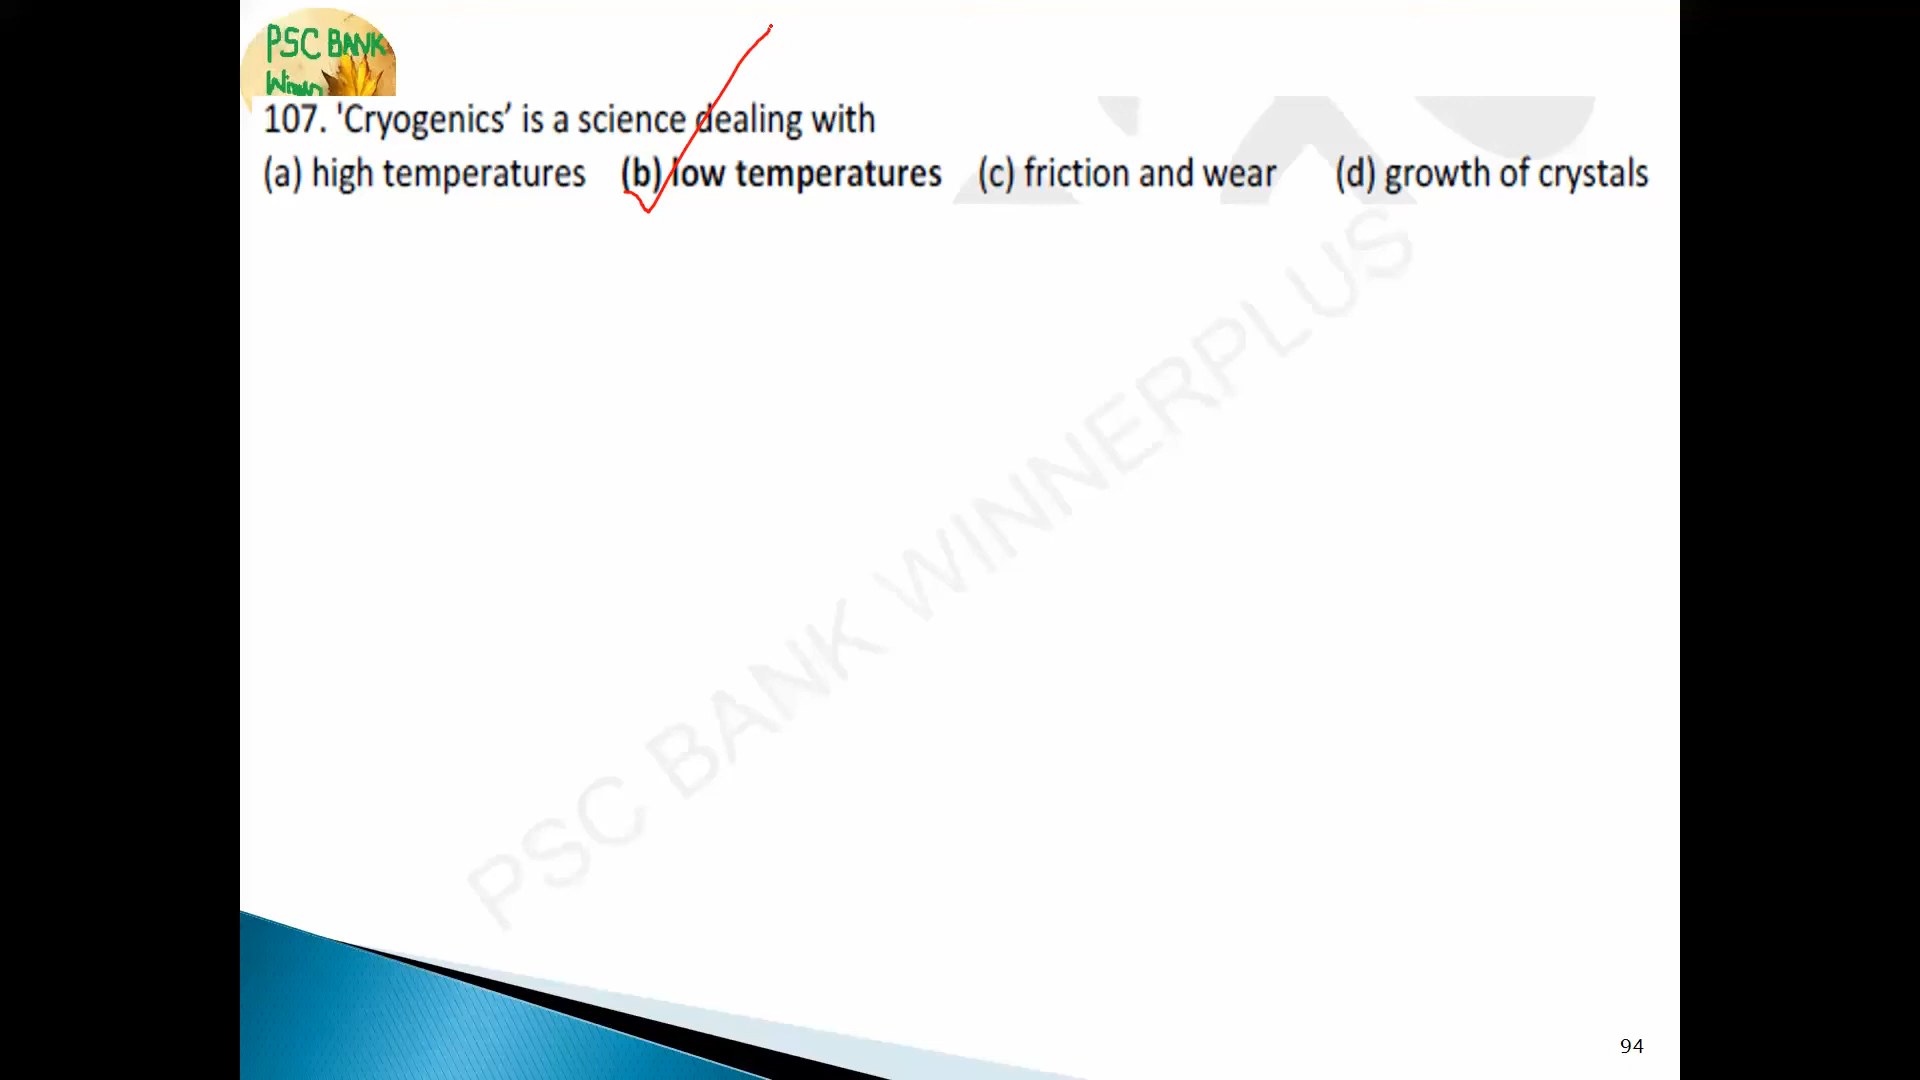 PSC BANK
107. 'Cryogenics’ is a science dealing with
(a) high temperatures (b) low temperatures (c) friction and wear (d) growth of crystals
PSC BANK WINNERPLUS
94